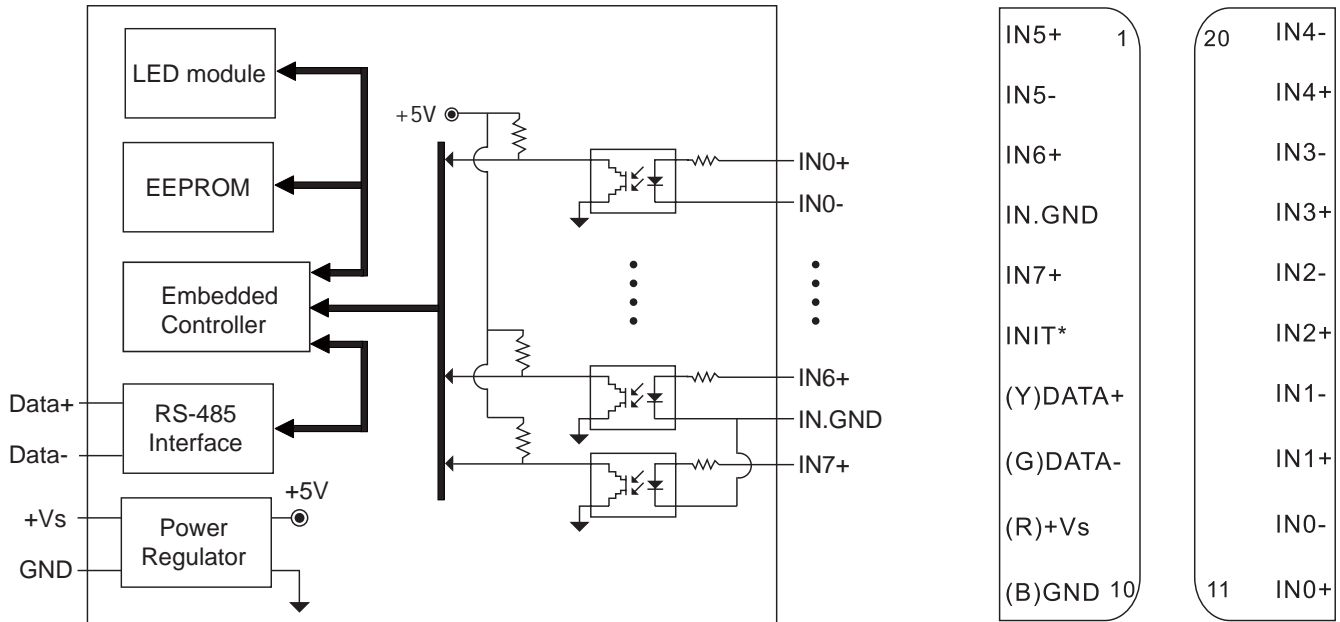 LED module
EEPROM
Embedded
Controller
RS-485
Interface
Power
Regulator
Data+
Data-
+Vs
GND
+5V
+5V
IN0+
IN0-
IN6+
IN.GND
IN7+
IN5+ 1
IN5-
IN6+
IN.GND
IN7+
INIT*
(Y)DATA+
(G)DATA-
(R)+Vs
(B)GND 10
20 IN4-
IN4+
IN3-
IN3+
IN2-
IN2+
IN1-
IN1+
IN0-
11 IN0+